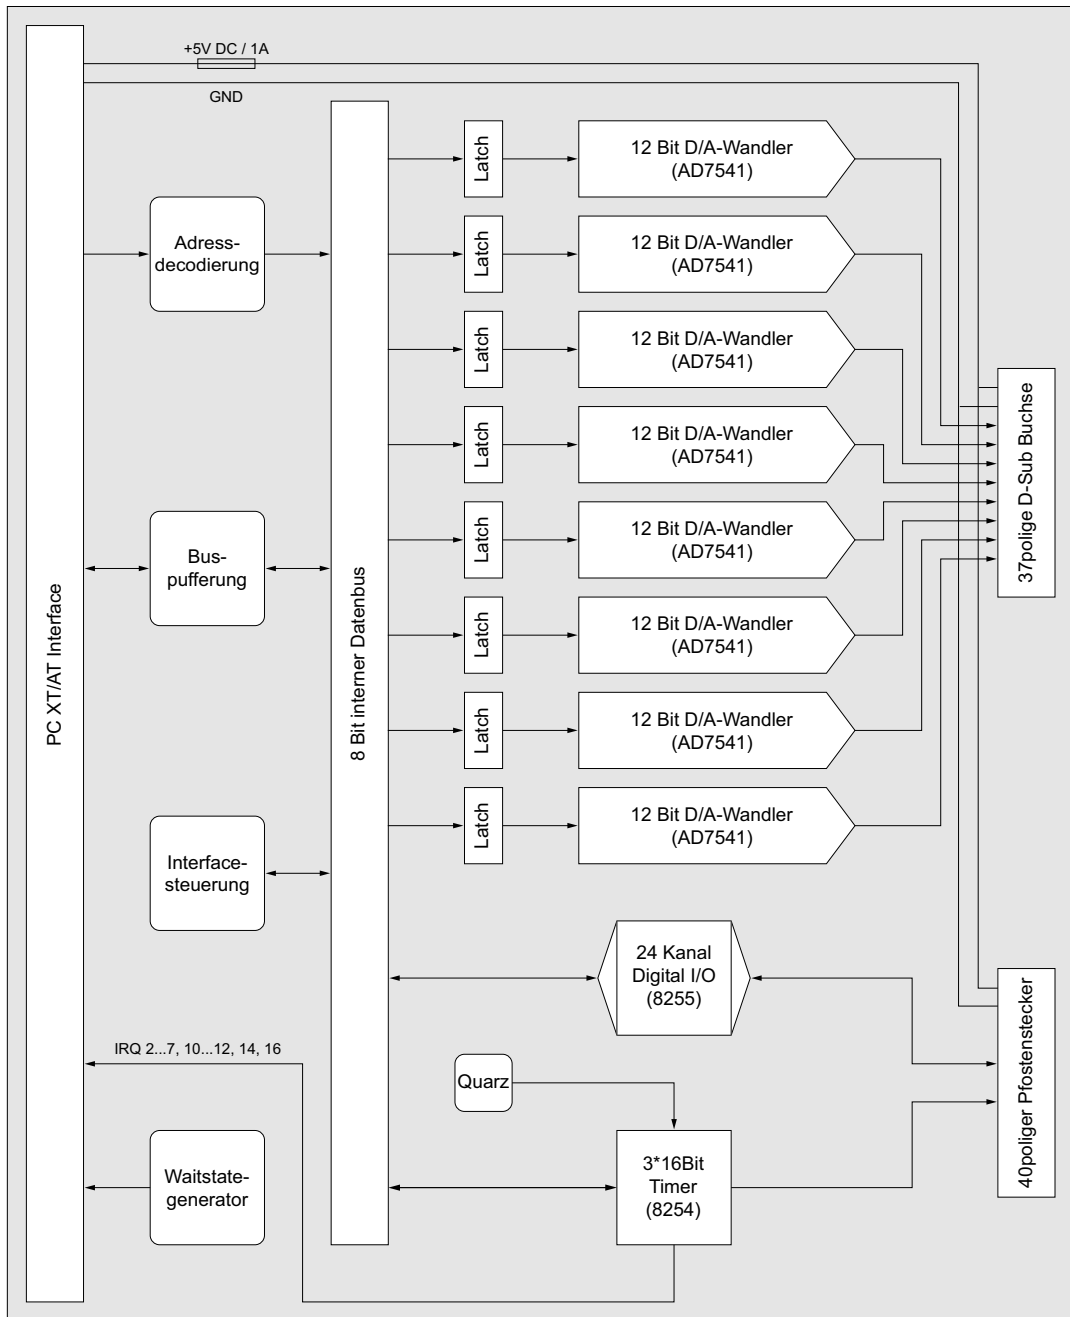 +5V DC / 1A
GND
PC XT/AT Interface
Adress-
decodierung
Bus-
pufferung
Interface-
steuerung
IRQ 2...7, 10...12, 14, 16
Waitstate-
generator
8 Bit interner Datenbus
Latch
12 Bit D/A-Wandler
(AD7541)
Latch
12 Bit D/A-Wandler
(AD7541)
Latch
12 Bit D/A-Wandler
(AD7541)
Latch
12 Bit D/A-Wandler
(AD7541)
Latch
12 Bit D/A-Wandler
(AD7541)
Latch
12 Bit D/A-Wandler
(AD7541)
Latch
12 Bit D/A-Wandler
(AD7541)
Latch
12 Bit D/A-Wandler
(AD7541)
24 Kanal
Digital I/O
(8255)
Quarz
3*16Bit
Timer
(8254)
37polige D-Sub Buchse
40poliger Pfostenstecker